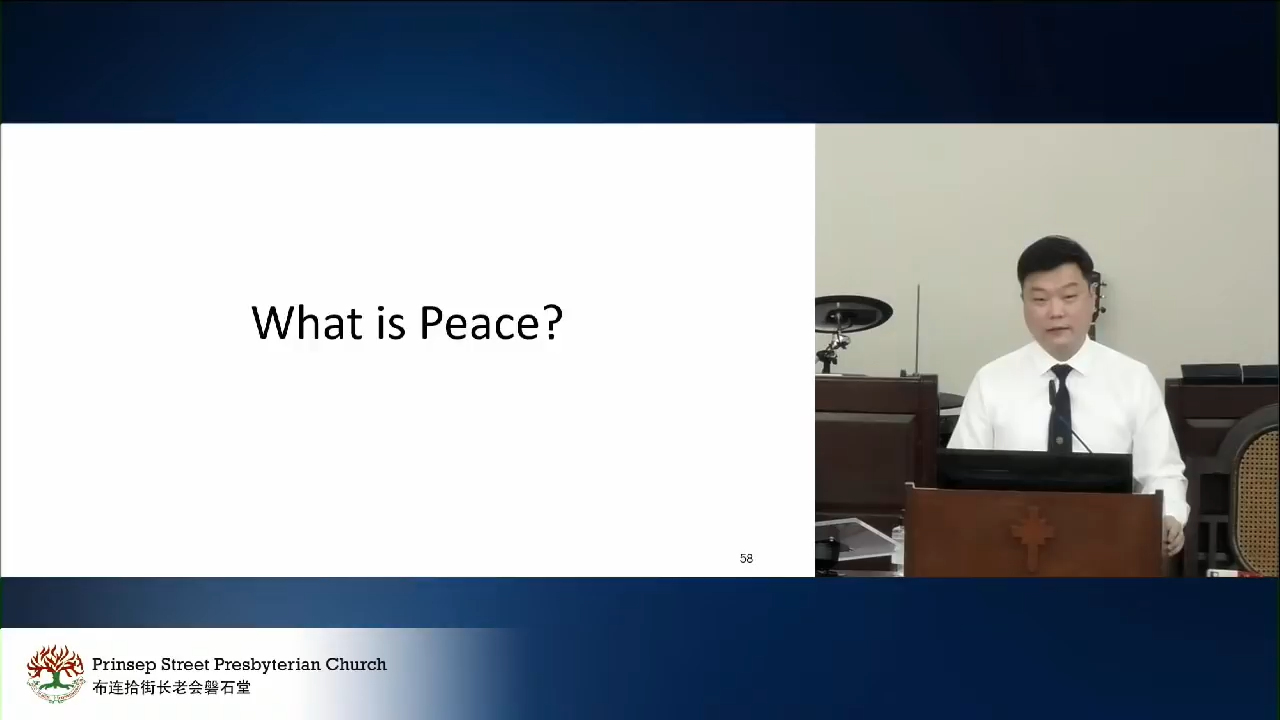 What is Peace?
58
Prinsep Street Presbyterian Church
布连拾街长老会磐石堂